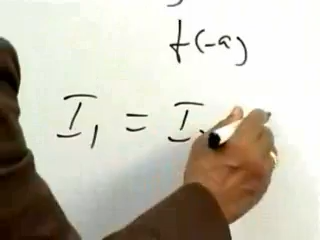 f(-a)
I₁ = I